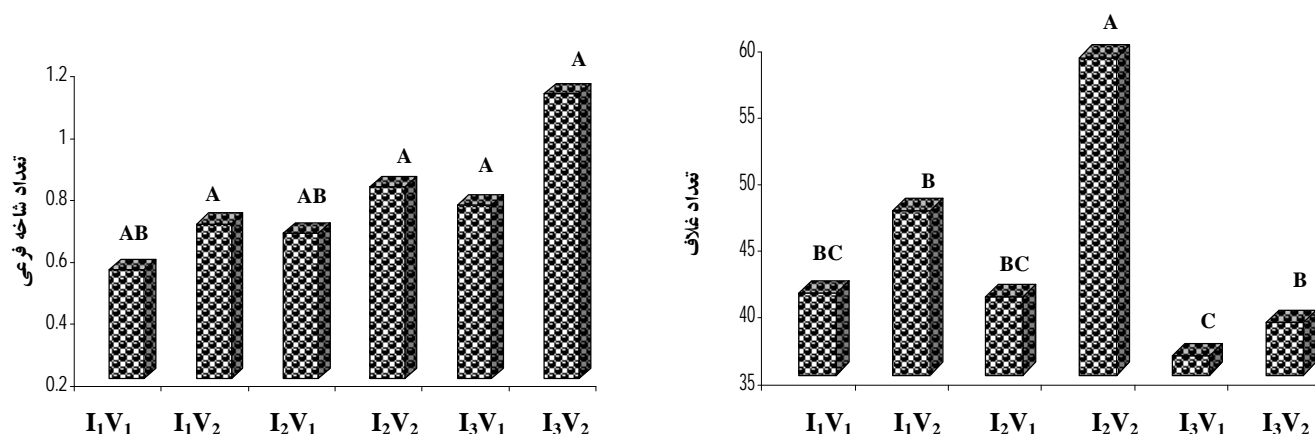 تعداد شاخه فرعی
1.2
1
0.8
0.6
0.4
0.2
AB
A
AB
A
A
A
I₁V₁ I₁V₂ I₂V₁ I₂V₂ I₃V₁ I₃V₂
تعداد غلاف
60
55
50
45
40
35
BC
B
BC
A
C
B
I₁V₁ I₁V₂ I₂V₁ I₂V₂ I₃V₁ I₃V₂